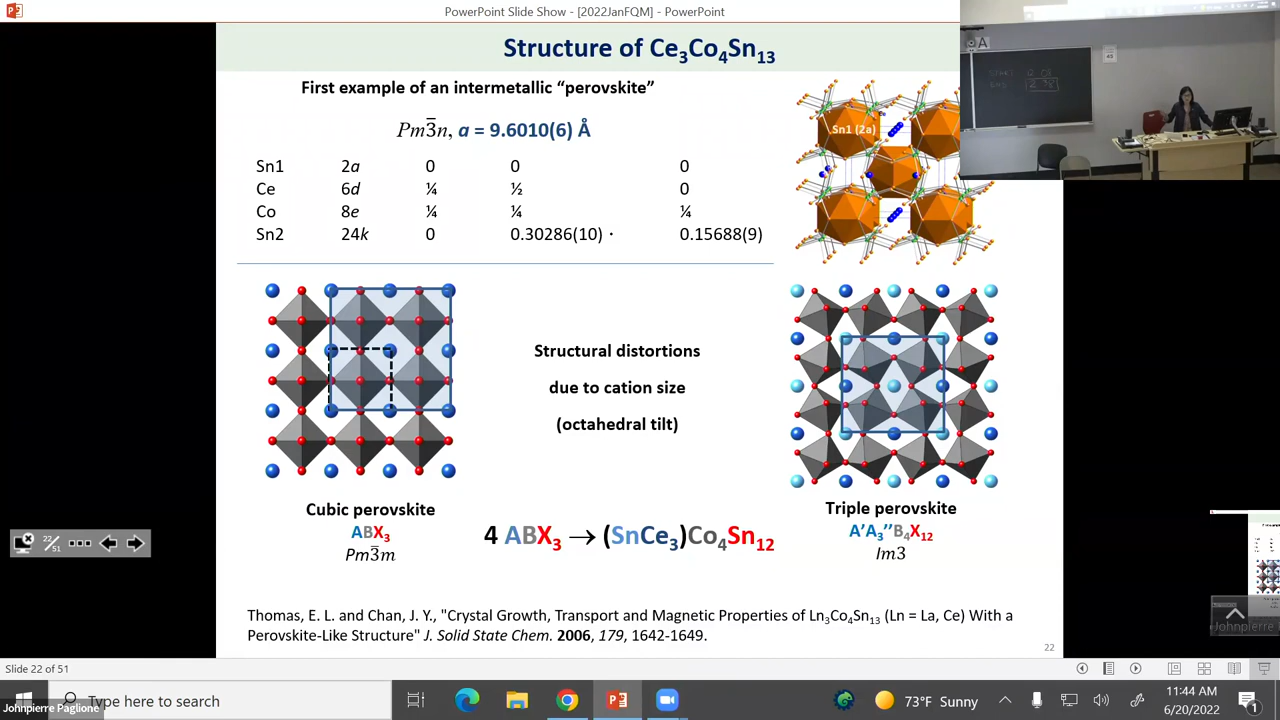 PowerPoint Slide Show - [2022JanFQM] - PowerPoint
Structure of Ce3Co4Sn13
First example of an intermetallic “perovskite”
Pm3̅n, a = 9.6010(6) Å
Sn1 2a 0 0 0
Ce 6d ¼ ½ 0
Co 8e ¼ ¼ ¼
Sn2 24k 0 0.30286(10) 0.15688(9)
Sn1 (2a)
Structural distortions
due to cation size
(octahedral tilt)
Cubic perovskite
ABX3
Pm3̅m
4 ABX3 → (SnCe3)Co4Sn12
Triple perovskite
A’A3’’B4X12
Im3
22/51
Thomas, E. L. and Chan, J. Y., "Crystal Growth, Transport and Magnetic Properties of Ln3Co4Sn13 (Ln = La, Ce) With a
Perovskite-Like Structure" J. Solid State Chem. 2006, 179, 1642-1649.
22
Johnpierre
Slide 22 of 51
Type here to search
73°F Sunny
11:44 AM
6/20/2022
1
Johnpierre Paglione